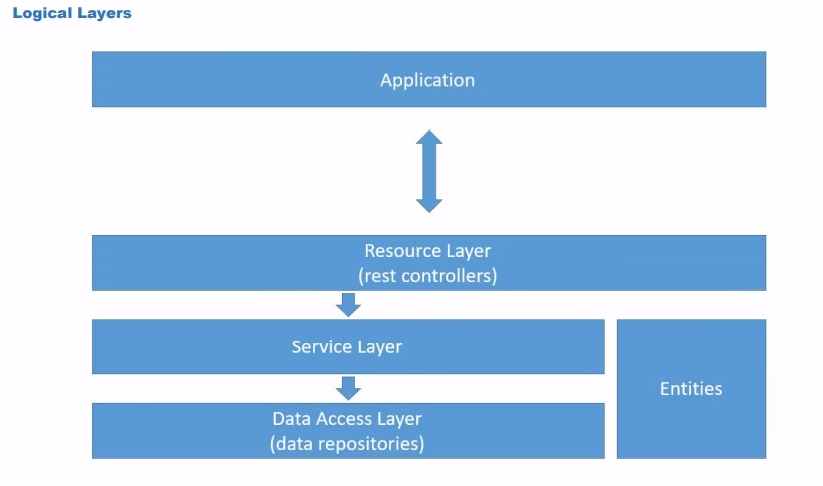 Logical Layers
Application
Resource Layer
(rest controllers)
Service Layer
Entities
Data Access Layer
(data repositories)